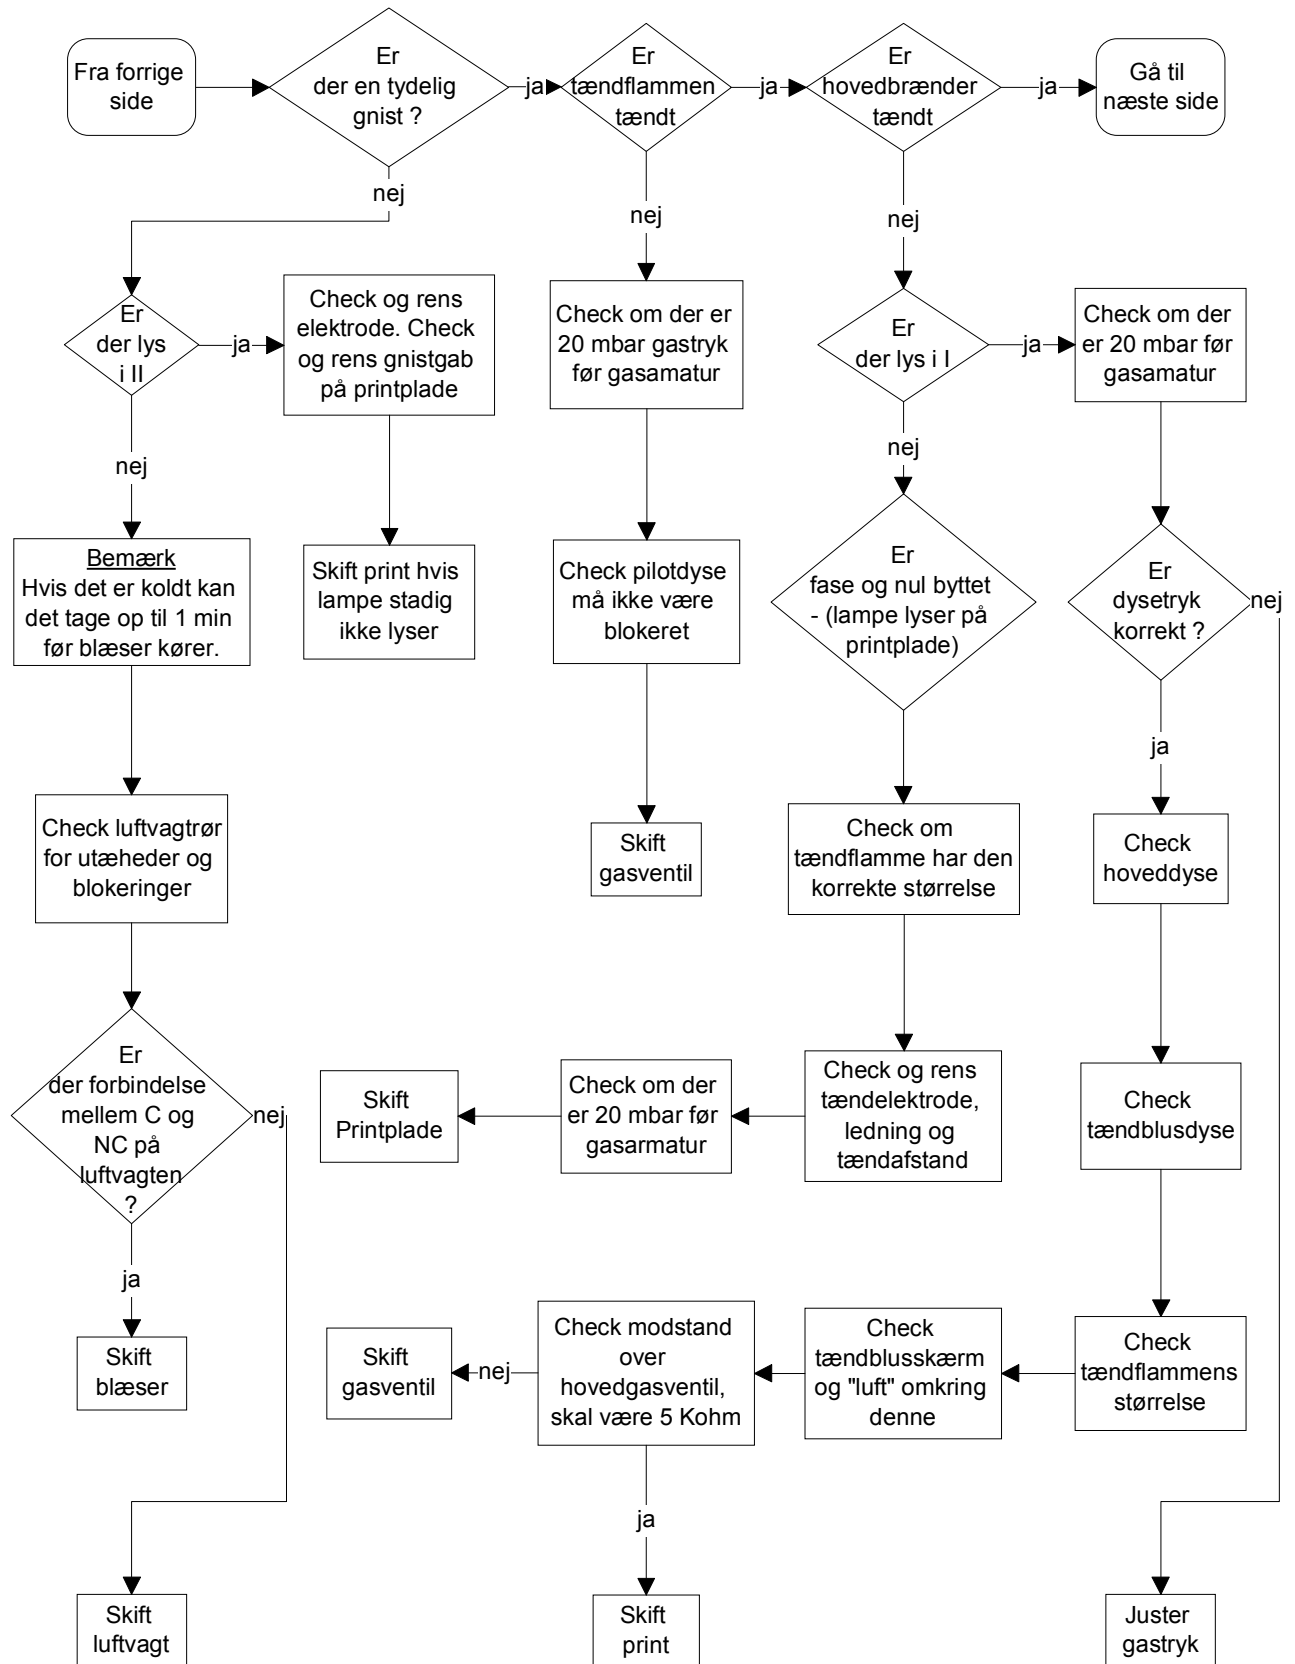 Fra forrige
side
Er
der en tydelig
gnist ?
ja
Er
tændflammen
tændt
ja
Er
hovedbrænder
tændt
ja
Gå til
næste side
nej
nej
nej
Er
der lys
i II
ja
Check og rens
elektrode. Check
og rens gnistgab
på printplade
Check om der er
20 mbar gastryk
før gasamatur
Er
der lys i I
ja
Check om der
er 20 mbar før
gasamatur
nej
nej
Bemærk
Hvis det er koldt kan
det tage op til 1 min
før blæser kører.
Skift print hvis
lampe stadig
ikke lyser
Check pilotdyse
må ikke være
blokeret
Er
fase og nul byttet
- (lampe lyser på
printplade)
Er
dysetryk
korrekt ?
nej
ja
Check luftvagtrør
for utæheder og
blokeringer
Skift
gasventil
Check om
tændflamme har den
korrekte størrelse
Check
hoveddyse
Er
der forbindelse
mellem C og
NC på
luftvagten
?
nej
Skift
Printplade
Check om der
er 20 mbar før
gasarmatur
Check og rens
tændelektrode,
ledning og
tændafstand
Check
tændblusdyse
ja
Skift
blæser
Skift
gasventil
nej
Check modstand
over
hovedgasventil,
skal være 5 Kohm
Check
tændblusskærm
og "luft" omkring
denne
Check
tændflammens
størrelse
ja
Skift
luftvagt
Skift
print
Juster
gastryk